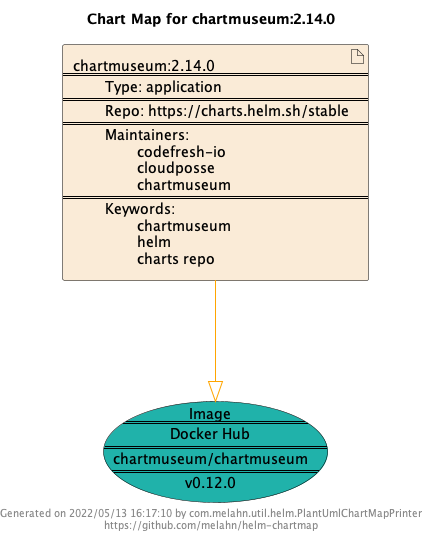 Chart Map for chartmuseum:2.14.0
chartmuseum:2.14.0
Type: application
Repo: https://charts.helm.sh/stable
Maintainers:
codefresh-io
cloudposse
chartmuseum
Keywords:
chartmuseum
helm
charts repo
Image
Docker Hub
chartmuseum/chartmuseum
v0.12.0
Generated on 2022/05/13 16:17:10 by com.melahn.util.helm.PlantUmlChartMapPrinter
https://github.com/melahn/helm-chartmap